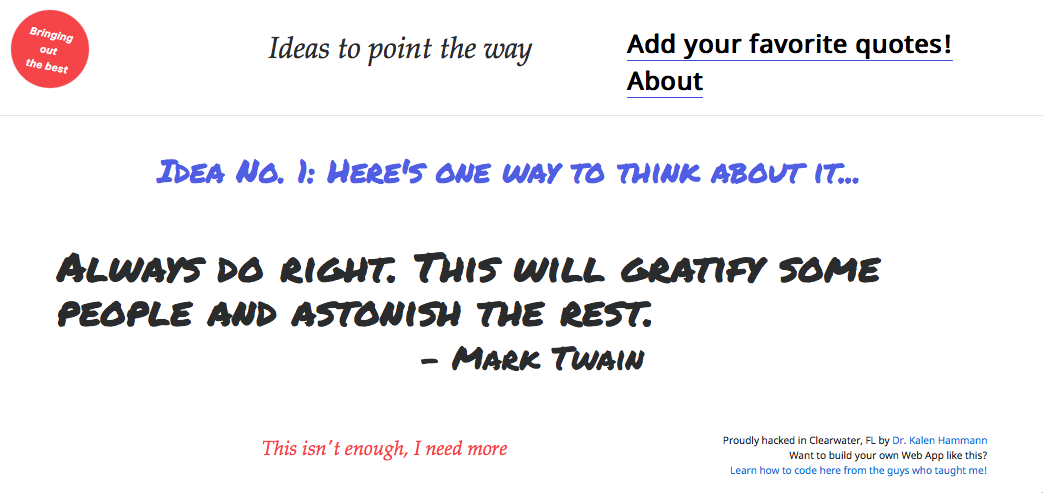 Bringing
out
the best
Ideas to point the way
Add your favorite quotes!
About
Idea No. 1: Here's one way to think about it...
Always do right. This will gratify some
people and astonish the rest.
- Mark Twain
This isn't enough, I need more
Proudly hacked in Clearwater, FL by Dr. Kalen Hammann
Want to build your own Web App like this?
Learn how to code here from the guys who taught me!